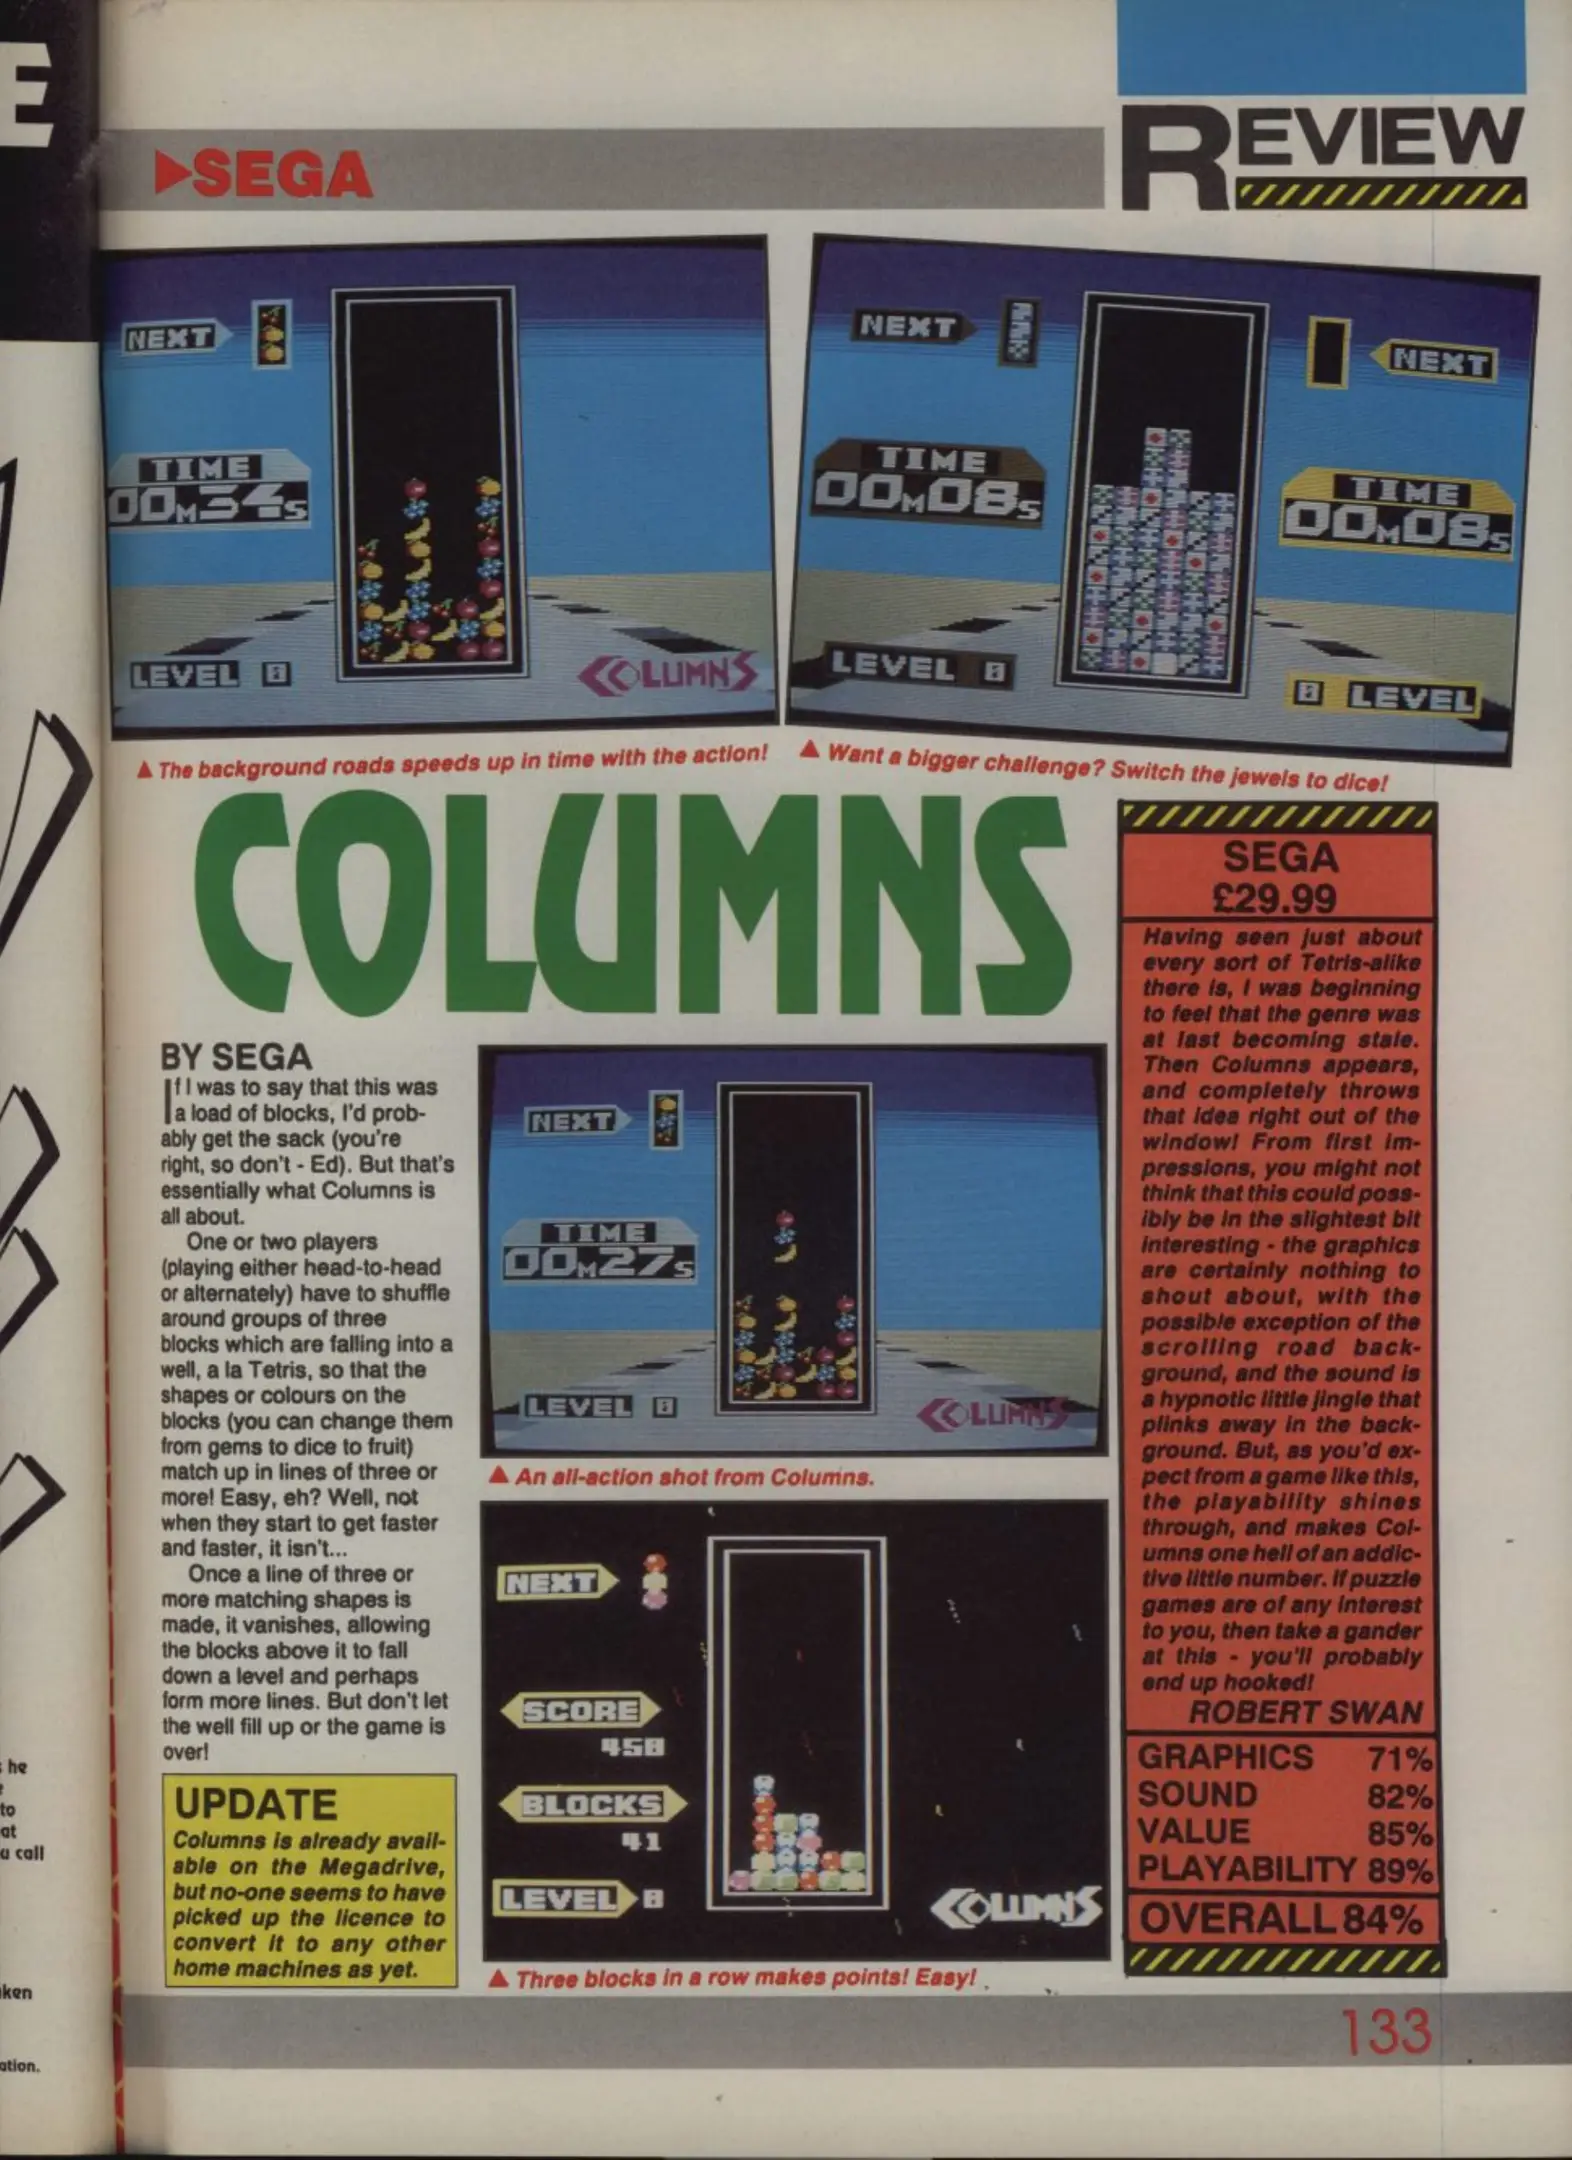 E
▶SEGA
REVIEW
NEXT
TIME
00M34S
LEVEL 0
COLUMNS
NEXT
NEXT
TIME
00M08S
TIME
00M08S
LEVEL 0
0 LEVEL
▲ The background roads speeds up in time with the action!
▲ Want a bigger challenge? Switch the jewels to dice!
COLUMNS
BY SEGA
If I was to say that this was
a load of blocks, I'd prob-
ably get the sack (you're
right, so don't - Ed). But that's
essentially what Columns is
all about.
One or two players
(playing either head-to-head
or alternately) have to shuffle
around groups of three
blocks which are falling into a
well, a la Tetris, so that the
shapes or colours on the
blocks (you can change them
from gems to dice to fruit)
match up in lines of three or
more! Easy, eh? Well, not
when they start to get faster
and faster, it isn't...
Once a line of three or
more matching shapes is
made, it vanishes, allowing
the blocks above it to fall
down a level and perhaps
form more lines. But don't let
the well fill up or the game is
over!
UPDATE
Columns is already avail-
able on the Megadrive,
but no-one seems to have
picked up the licence to
convert it to any other
home machines as yet.
NEXT
TIME
00M27S
LEVEL 0
COLUMNS
▲ An all-action shot from Columns.
NEXT
SCORE
450
BLOCKS
41
LEVEL 0
COLUMNS
▲ Three blocks in a row makes points! Easy!
SEGA
£29.99
Having seen just about
every sort of Tetris-alike
there is, I was beginning
to feel that the genre was
at last becoming stale.
Then Columns appears,
and completely throws
that idea right out of the
window! From first im-
pressions, you might not
think that this could poss-
ibly be in the slightest bit
interesting - the graphics
are certainly nothing to
shout about, with the
possible exception of the
scrolling road back-
ground, and the sound is
a hypnotic little jingle that
plinks away in the back-
ground. But, as you'd ex-
pect from a game like this,
the playability shines
through, and makes Col-
umns one hell of an addic-
tive little number. If puzzle
games are of any interest
to you, then take a gander
at this - you'll probably
end up hooked!
ROBERT SWAN
GRAPHICS 71%
SOUND 82%
VALUE 85%
PLAYABILITY 89%
OVERALL 84%
133
he
to
at
u call
ken
ation.